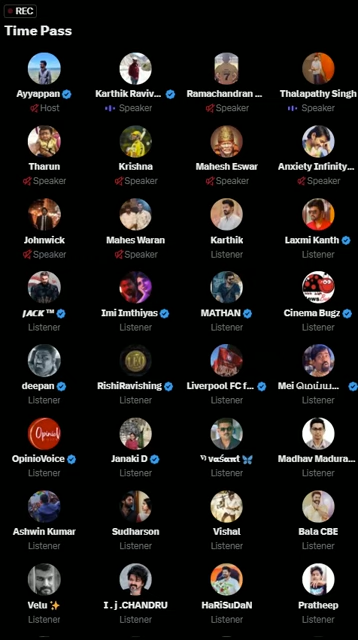 REC
Time Pass
Ayyappan Karthik Raviv... Ramachandran ... Thalapathy Singh
Host Speaker Speaker Speaker
Tharun Krishna Mahesh Eswar Anxiety Infinity...
Speaker Speaker Speaker Speaker
Johnwick Mahes Waran Karthik Laxmi Kanth
Speaker Speaker Listener Listener
JACK ™ Imi Imthiyas MATHAN Cinema Bugz
Listener Listener Listener Listener
deepan RishiRavishing Liverpool FC f... Mei மெய்ய...
Listener Listener Listener Listener
OpinioVoice Janaki D Madhav Madura...
Listener Listener Listener Listener
Ashwin Kumar Sudharson Vishal Bala CBE
Listener Listener Listener Listener
Velu ✨ I . j .CHANDRU HaRiSuDaN Pratheep
Listener Listener Listener Listener